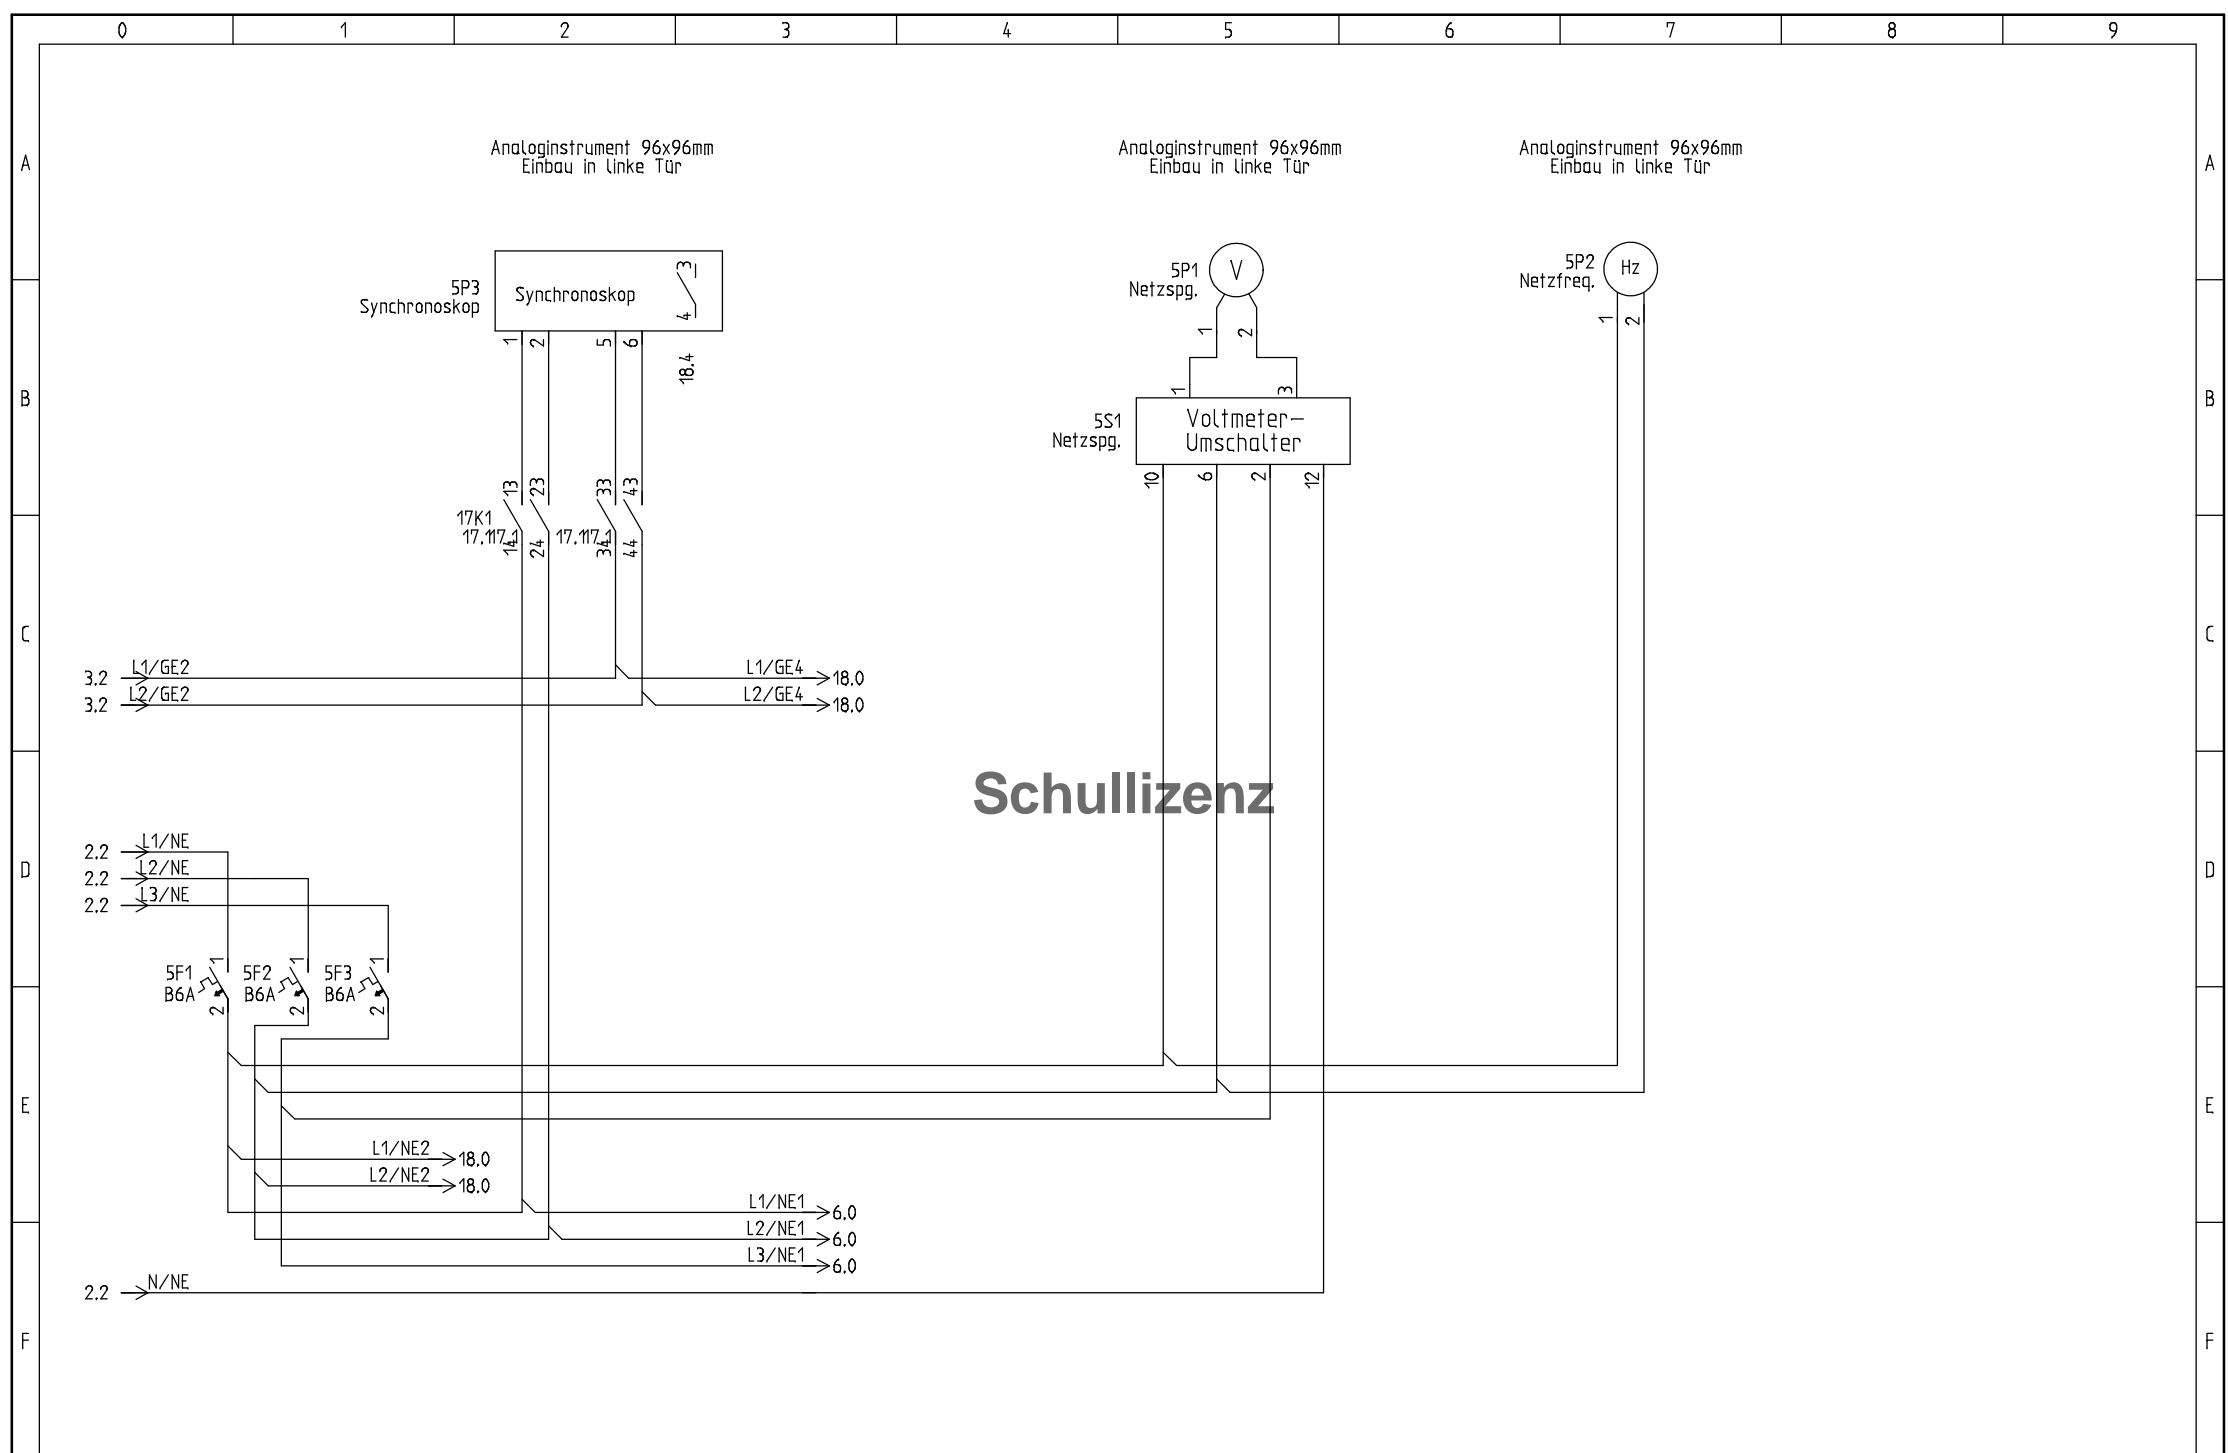 0 1 2 3 4 5 6 7 8 9
A A
Analoginstrument 96x96mm
Einbau in linke Tür
Analoginstrument 96x96mm
Einbau in linke Tür
Analoginstrument 96x96mm
Einbau in linke Tür
5P3
Synchronoskop
Synchronoskop
3
4
1 2 5 6
18.4
5P1
Netzspg.
V
1 2
5P2
Netzfreq.
Hz
1 2
B B
1 3
5S1
Netzspg.
Voltmeter-
Umschalter
10 6 2 12
13 23 33 43
17K1
17.117.1 17.117.1
14 24 34 44
C C
3.2 L1/GE2 L1/GE4 18.0
3.2 L2/GE2 L2/GE4 18.0
Schullizenz
D D
2.2 L1/NE
2.2 L2/NE
2.2 L3/NE
1 1 1
5F1 5F2 5F3
B6A B6A B6A
2 2 2
E E
L1/NE2 18.0
L2/NE2 18.0
L1/NE1 6.0
L2/NE1 6.0
L3/NE1 6.0
2.2 N/NE
F F